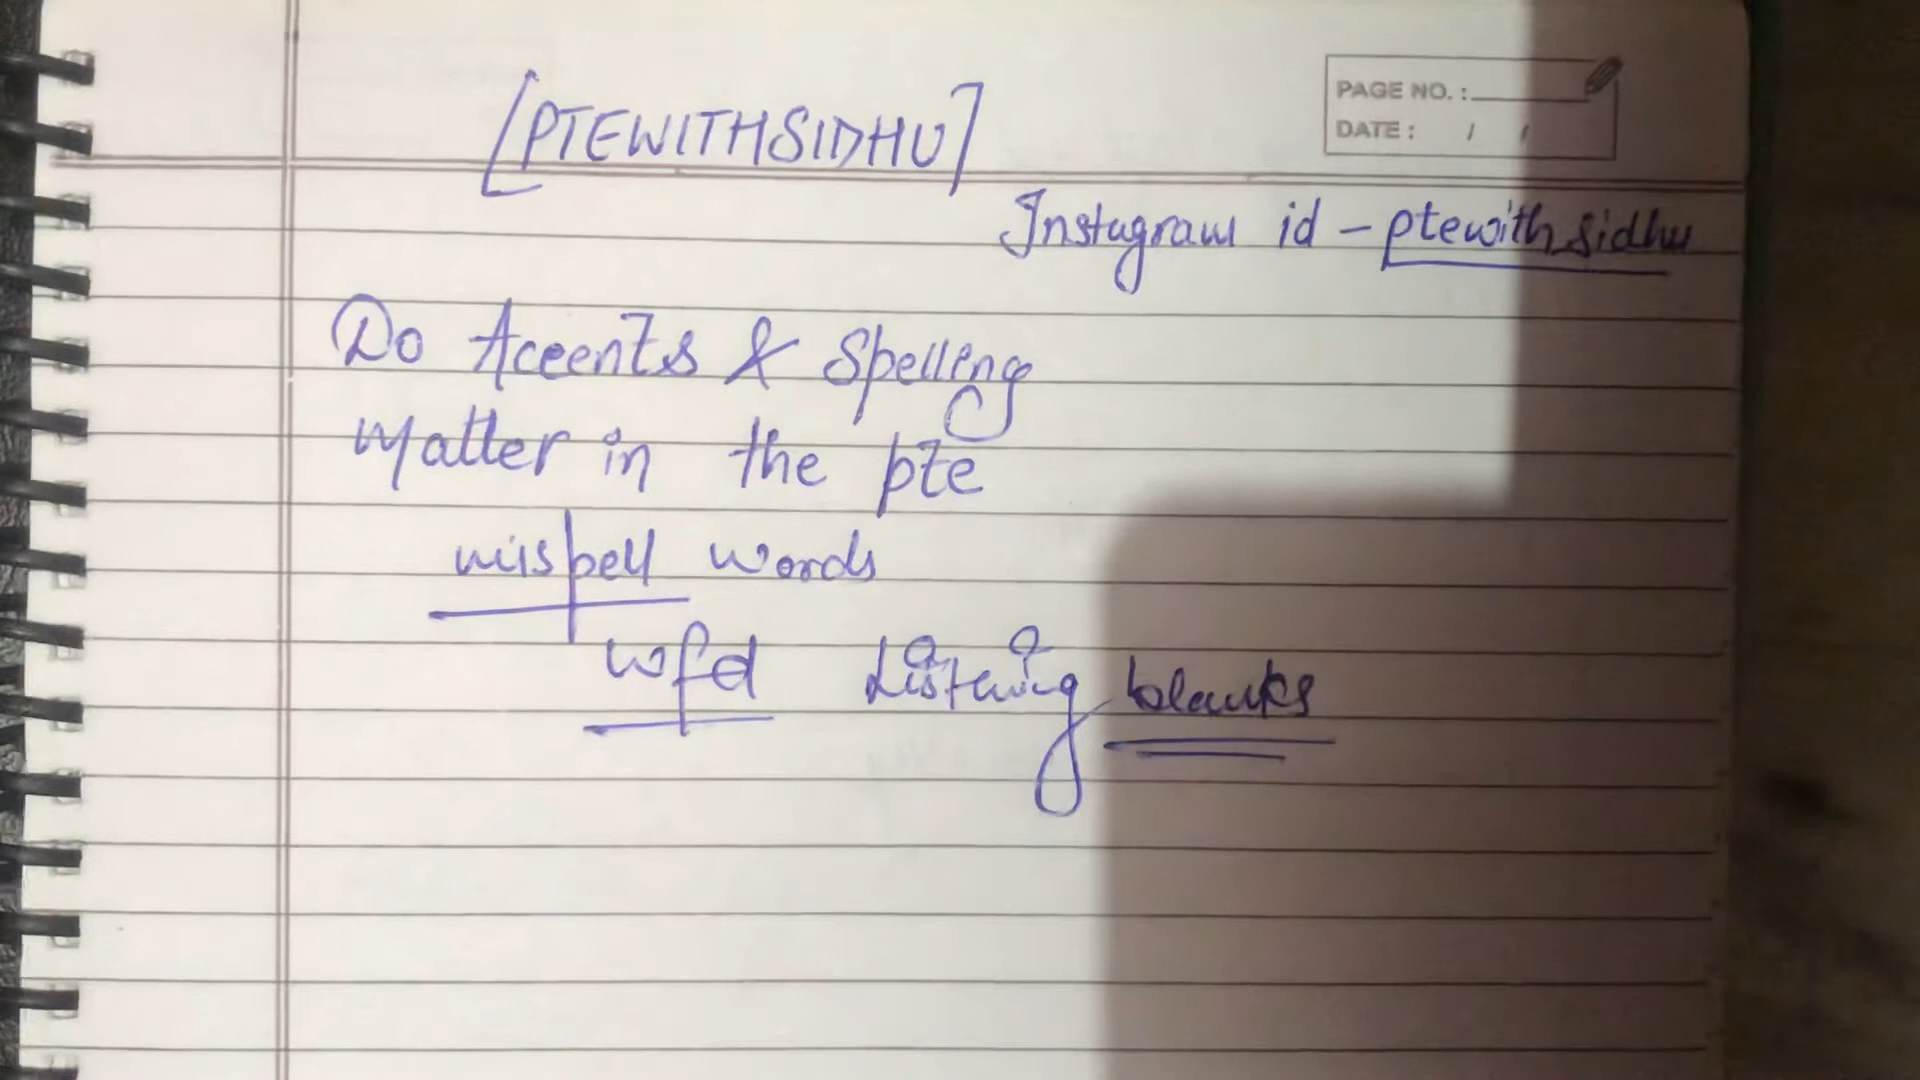 [PTEWITHSIDHU]
PAGE NO. :
DATE : / /
Instagram id - ptewithsidhu
Do Accents & Spelling
Matter in the pte
mispell words
wfd Listening blanks